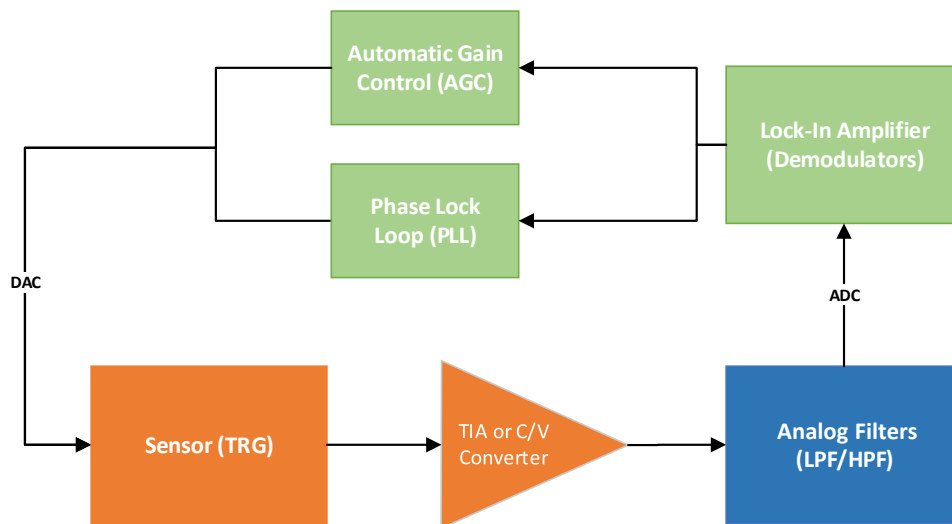 Automatic Gain
Control (AGC)
Lock-In Amplifier
(Demodulators)
Phase Lock
Loop (PLL)
DAC
ADC
Sensor (TRG)
TIA or C/V
Converter
Analog Filters
(LPF/HPF)